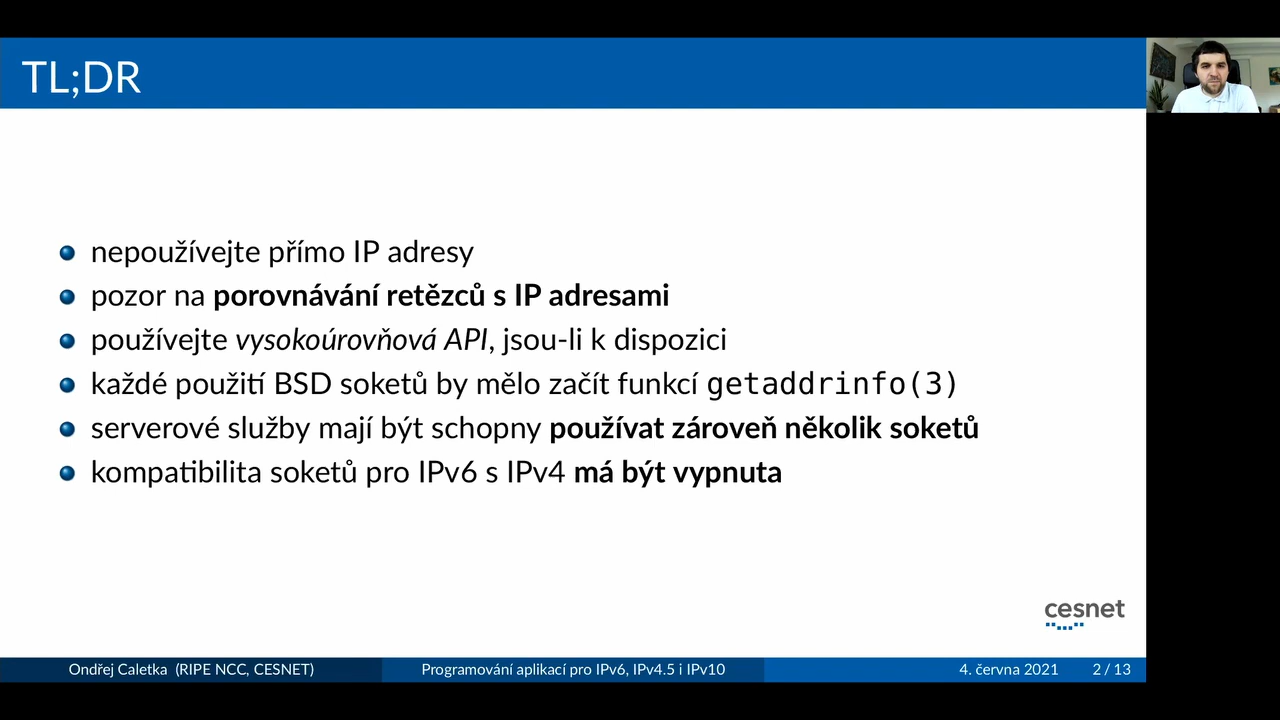 TL;DR
nepoužívejte přímo IP adresy
pozor na porovnávání retězců s IP adresami
používejte vysokoúrovňová API, jsou-li k dispozici
každé použití BSD soketů by mělo začít funkcí getaddrinfo(3)
serverové služby mají být schopny používat zároveň několik soketů
kompatibilita soketů pro IPv6 s IPv4 má být vypnuta
cesnet
Ondřej Caletka (RIPE NCC, CESNET) Programování aplikací pro IPv6, IPv4.5 i IPv10 4. června 2021 2 / 13